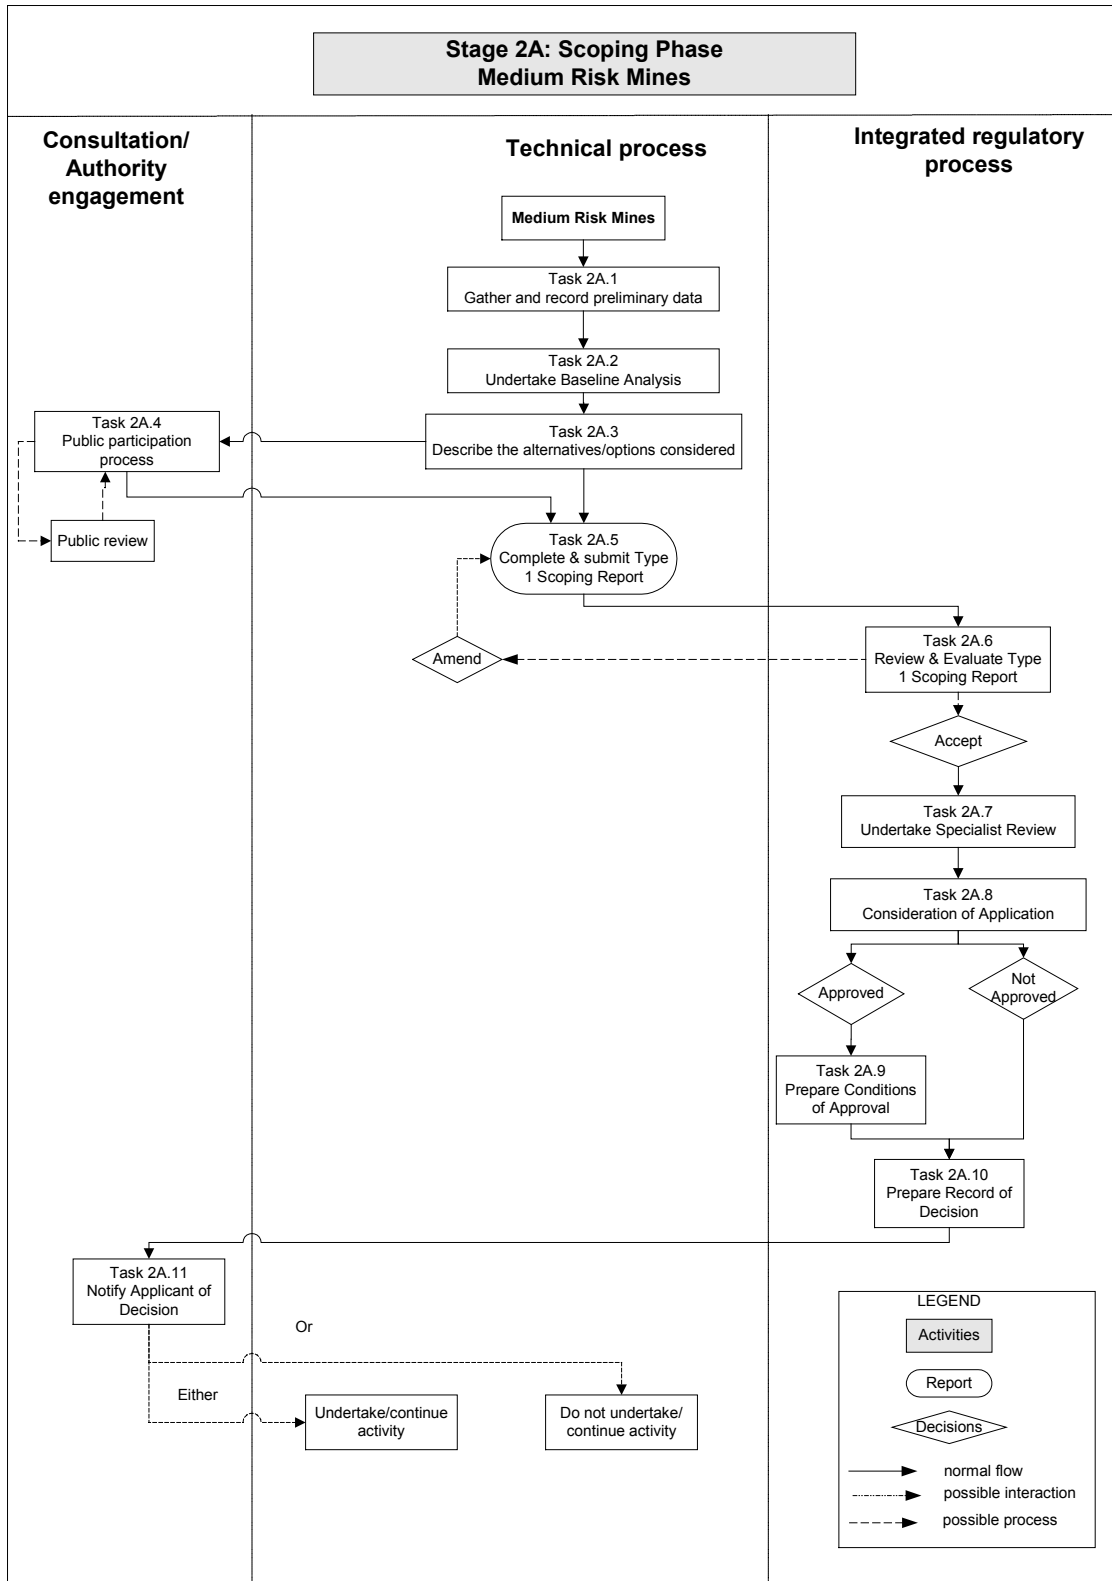 Stage 2A: Scoping Phase
Medium Risk Mines
Consultation/
Authority
engagement
Technical process
Integrated regulatory
process
Medium Risk Mines
Task 2A.1
Gather and record preliminary data
Task 2A.2
Undertake Baseline Analysis
Task 2A.3
Describe the alternatives/options considered
Task 2A.4
Public participation
process
Public review
Task 2A.5
Complete & submit Type
1 Scoping Report
Task 2A.6
Review & Evaluate Type
1 Scoping Report
Amend
Accept
Task 2A.7
Undertake Specialist Review
Task 2A.8
Consideration of Application
Approved
Not
Approved
Task 2A.9
Prepare Conditions
of Approval
Task 2A.10
Prepare Record of
Decision
Task 2A.11
Notify Applicant of
Decision
Or
Either
Undertake/continue
activity
Do not undertake/
continue activity
LEGEND
Activities
Report
Decisions
normal flow
possible interaction
possible process